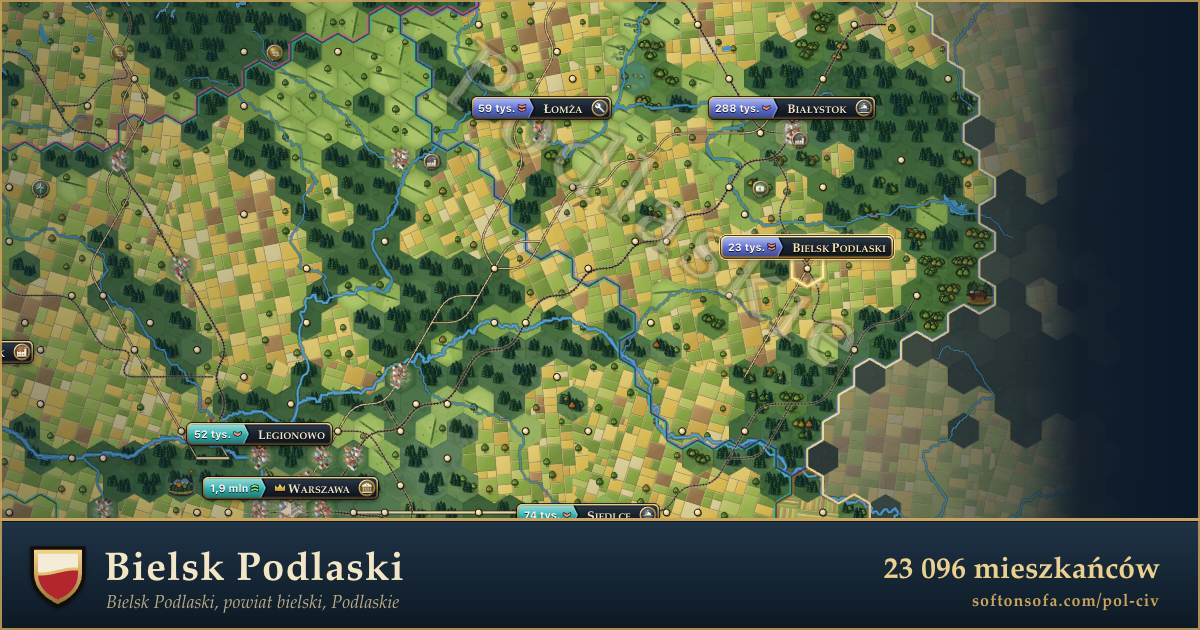 Podlaskie
59 tys. Łomża
288 tys. Białystok
23 tys. Bielsk Podlaski
52 tys. Legionowo
1,9 mln Warszawa
74 tys. Siedlce
Bielsk Podlaski
Bielsk Podlaski, powiat bielski, Podlaskie
23 096 mieszkańców
softonsofa.com/pol-civ